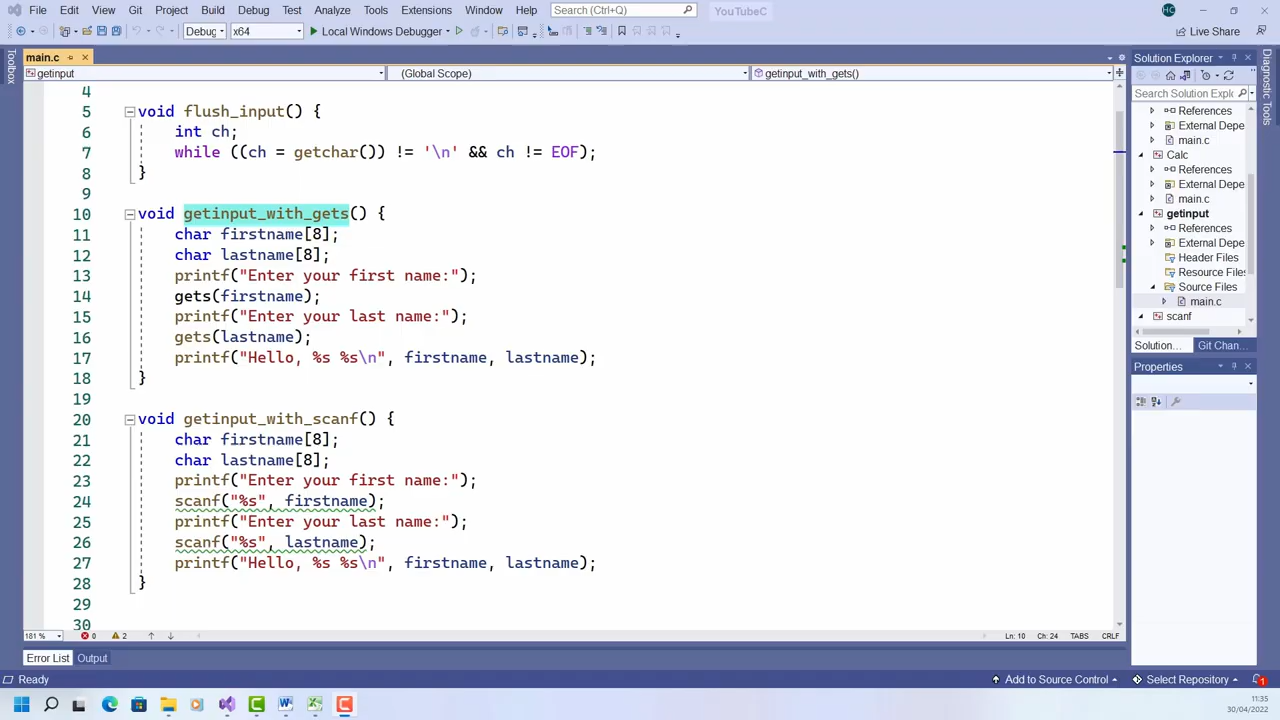 File Edit View Git Project Build Debug Test Analyze Tools Extensions Window Help Search (Ctrl+Q) YouTubeC HC
Debug x64 Local Windows Debugger Live Share
Toolbox
main.c
getinput (Global Scope) getinput_with_gets()
4
5 void flush_input() {
6 int ch;
7 while ((ch = getchar()) != '\n' && ch != EOF);
8 }
9
10 void getinput_with_gets() {
11 char firstname[8];
12 char lastname[8];
13 printf("Enter your first name:");
14 gets(firstname);
15 printf("Enter your last name:");
16 gets(lastname);
17 printf("Hello, %s %s\n", firstname, lastname);
18 }
19
20 void getinput_with_scanf() {
21 char firstname[8];
22 char lastname[8];
23 printf("Enter your first name:");
24 scanf("%s", firstname);
25 printf("Enter your last name:");
26 scanf("%s", lastname);
27 printf("Hello, %s %s\n", firstname, lastname);
28 }
29
30
181 % 0 2 Ln: 10 Ch: 24 TABS CRLF
Error List Output
Solution Explorer
Search Solution Explo
References
External Depe
main.c
Calc
References
External Depe
main.c
getinput
References
External Depe
Header Files
Resource Files
Source Files
main.c
scanf
Solution... Git Chan...
Properties
Diagnostic Tools
Ready Add to Source Control Select Repository 1
11:35
30/04/2022